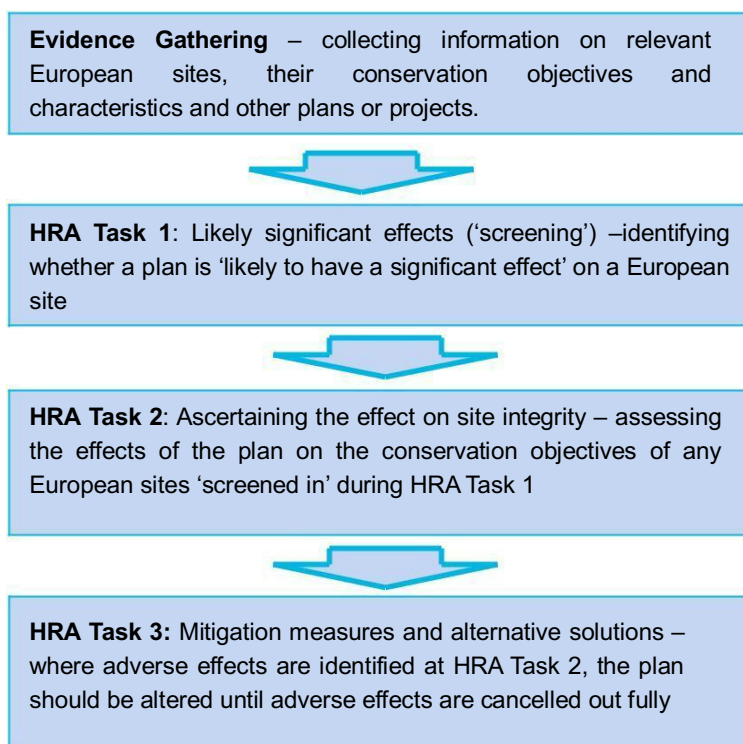 Evidence Gathering – collecting information on relevant
European sites, their conservation objectives and
characteristics and other plans or projects.
HRA Task 1: Likely significant effects (‘screening’) –identifying
whether a plan is ‘likely to have a significant effect’ on a European
site
HRA Task 2: Ascertaining the effect on site integrity – assessing
the effects of the plan on the conservation objectives of any
European sites ‘screened in’ during HRA Task 1
HRA Task 3: Mitigation measures and alternative solutions –
where adverse effects are identified at HRA Task 2, the plan
should be altered until adverse effects are cancelled out fully